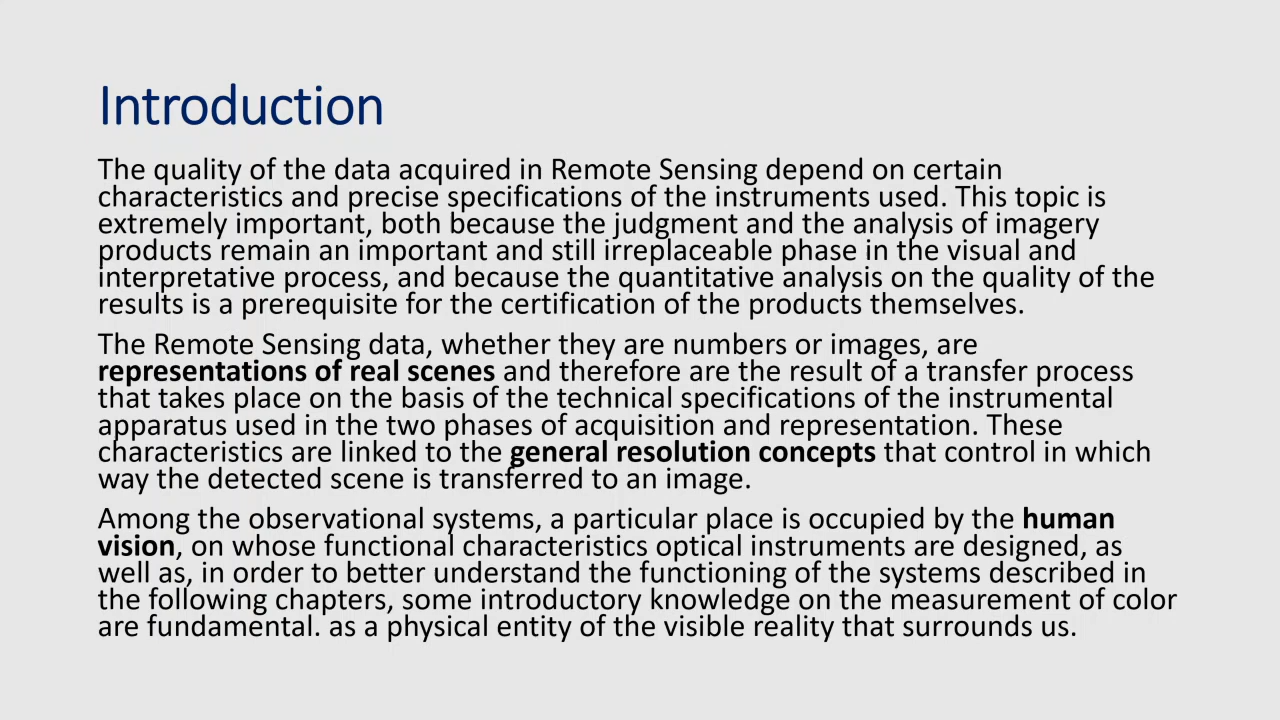 Introduction
The quality of the data acquired in Remote Sensing depend on certain
characteristics and precise specifications of the instruments used. This topic is
extremely important, both because the judgment and the analysis of imagery
products remain an important and still irreplaceable phase in the visual and
interpretative process, and because the quantitative analysis on the quality of the
results is a prerequisite for the certification of the products themselves.
The Remote Sensing data, whether they are numbers or images, are
representations of real scenes and therefore are the result of a transfer process
that takes place on the basis of the technical specifications of the instrumental
apparatus used in the two phases of acquisition and representation. These
characteristics are linked to the general resolution concepts that control in which
way the detected scene is transferred to an image.
Among the observational systems, a particular place is occupied by the human
vision, on whose functional characteristics optical instruments are designed, as
well as, in order to better understand the functioning of the systems described in
the following chapters, some introductory knowledge on the measurement of color
are fundamental. as a physical entity of the visible reality that surrounds us.